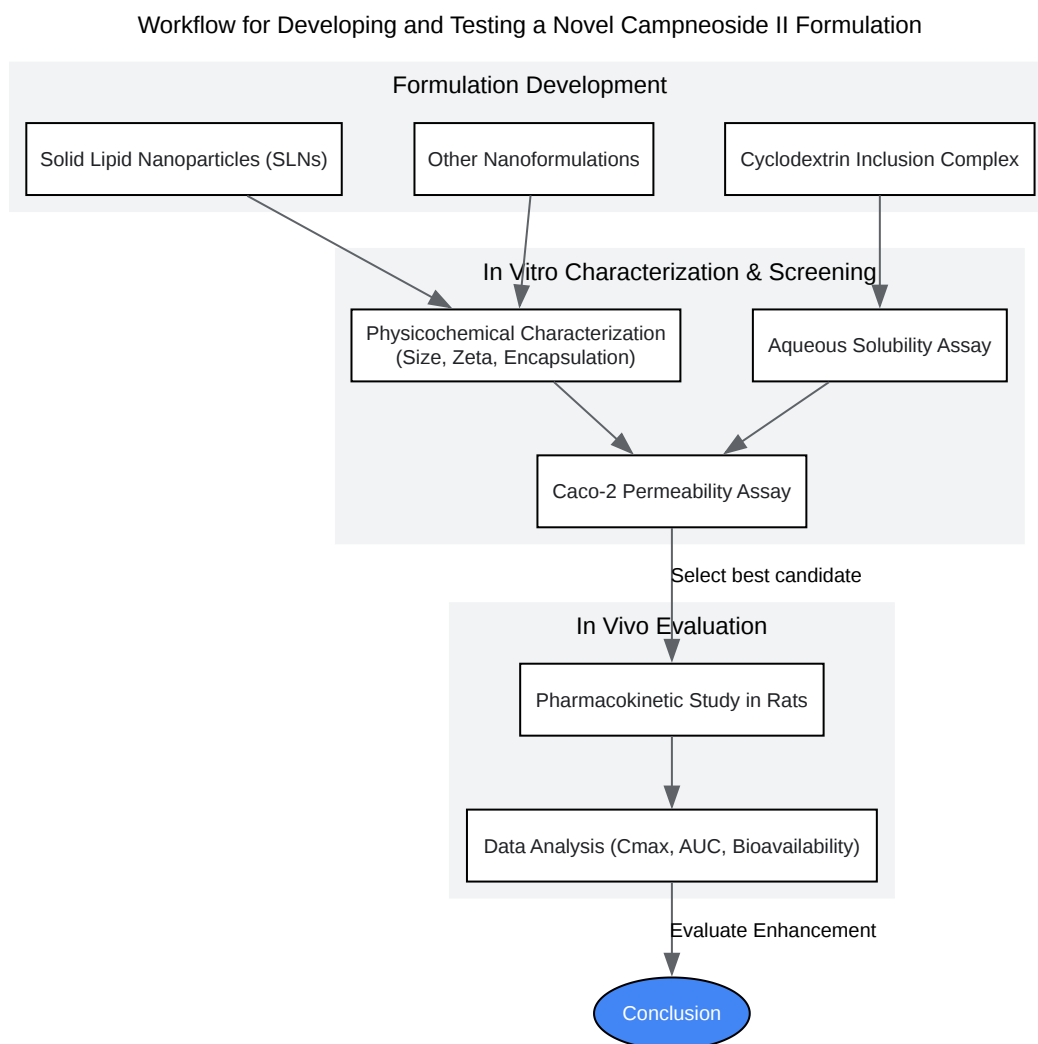 Workflow for Developing and Testing a Novel Campneoside II Formulation
Formulation Development
Solid Lipid Nanoparticles (SLNs)
Other Nanoformulations
Cyclodextrin Inclusion Complex
In Vitro Characterization & Screening
Physicochemical Characterization
(Size, Zeta, Encapsulation)
Aqueous Solubility Assay
Caco-2 Permeability Assay
Select best candidate
In Vivo Evaluation
Pharmacokinetic Study in Rats
Data Analysis (Cmax, AUC, Bioavailability)
Evaluate Enhancement
Conclusion